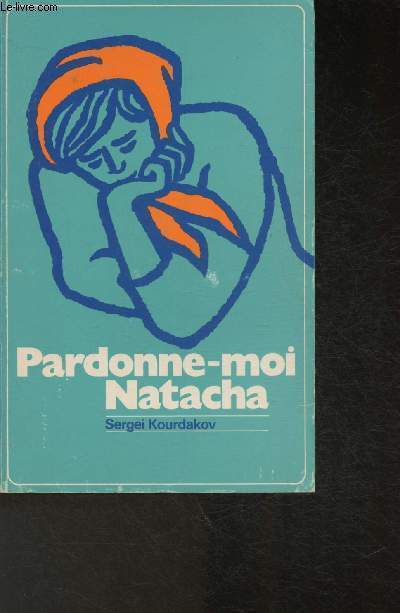 Le-livre.com
Pardonne-moi
Natacha
Sergei Kourdakov